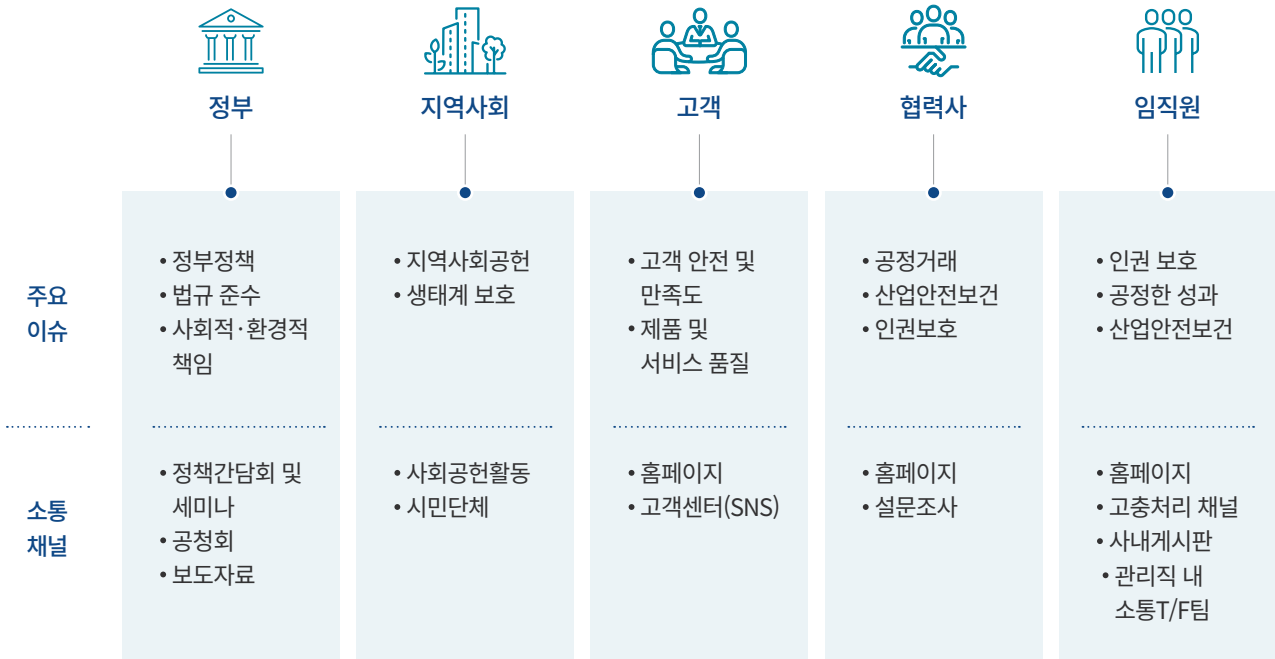 정부
지역사회
고객
협력사
임직원
주요
이슈
• 정부정책
• 법규 준수
• 사회적·환경적
책임
• 지역사회공헌
• 생태계 보호
• 고객 안전 및
만족도
• 제품 및
서비스 품질
• 공정거래
• 산업안전보건
• 인권보호
• 인권 보호
• 공정한 성과
• 산업안전보건
소통
채널
• 정책간담회 및
세미나
• 공청회
• 보도자료
• 사회공헌활동
• 시민단체
• 홈페이지
• 고객센터(SNS)
• 홈페이지
• 설문조사
• 홈페이지
• 고충처리 채널
• 사내게시판
• 관리직 내
소통T/F팀